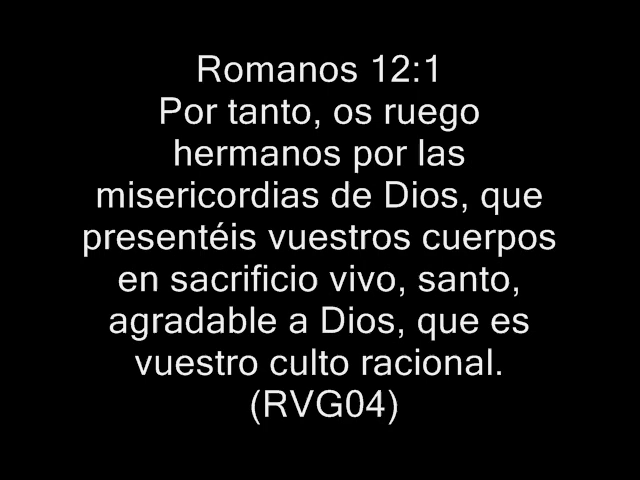 Romanos 12:1
Por tanto, os ruego
hermanos por las
misericordias de Dios, que
presentéis vuestros cuerpos
en sacrificio vivo, santo,
agradable a Dios, que es
vuestro culto racional.
(RVG04)